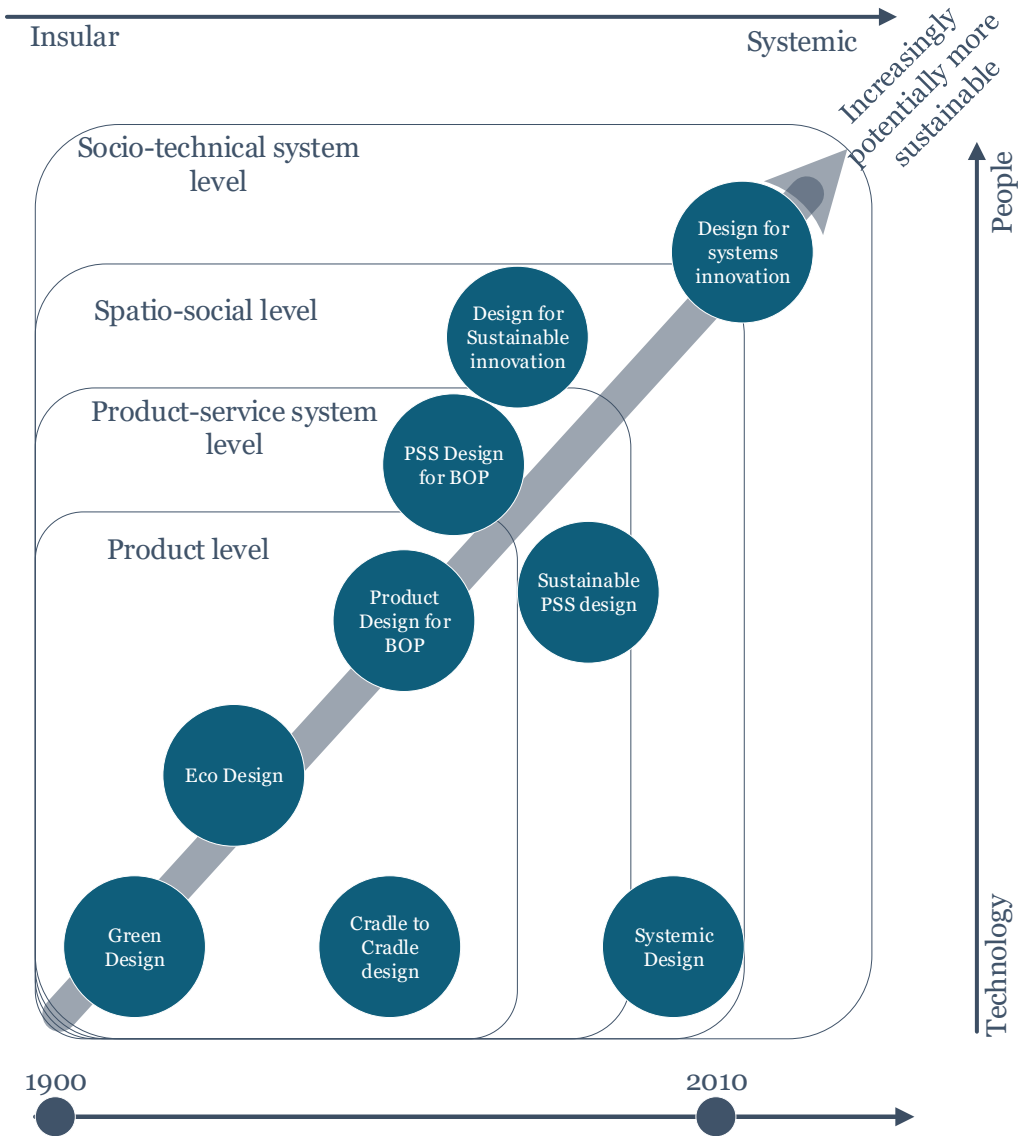 Insular
Systemic
Increasingly
potentially more
sustainable
Socio-technical system
level
People
Design for
systems
innovation
Spatio-social level
Design for
Sustainable
innovation
Product-service system
level
PSS Design
for BOP
Product level
Sustainable
PSS design
Product
Design for
BOP
Eco Design
Green
Design
Cradle to
Cradle
design
Systemic
Design
Technology
1900
2010